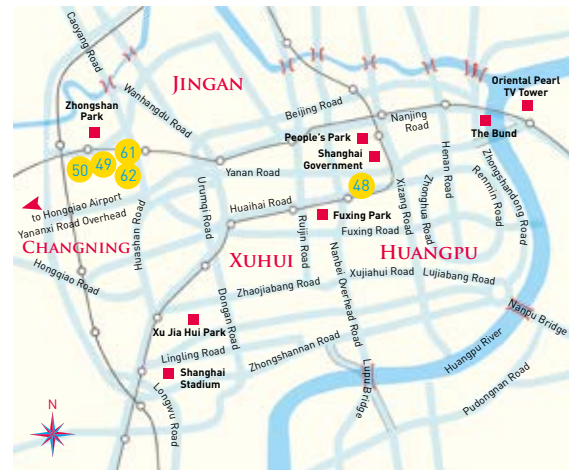 Caoyang Road
JINGAN
Zhongshan
Park
Wanhangdu Road
Beijing Road
Nanjing
Road
Oriental Pearl
TV Tower
The Bund
People's Park
Shanghai
Government
61
50
49
62
48
Yanan Road
Henan Road
Zhongshandong Road
Renmin Road
Zhonghua Road
Xizang Road
to Hongqiao Airport
Yananxi Road Overhead
Urumqi Road
Huaihai Road
Fuxing Park
Fuxing Road
Huashan Road
Ruijin Road
CHANGNING
XUHUI
HUANGPU
Hongqiao Road
Nanbei Overhead Road
Xujiahui Road
Lujiabang Road
Zhaojiabang Road
Dongan Road
Nanpu Bridge
Xu Jia Hui Park
Lingling Road
Zhongshannan Road
Huangpu River
Shanghai
Stadium
Lupu Bridge
Pudongnan Road
Longwu Road
N